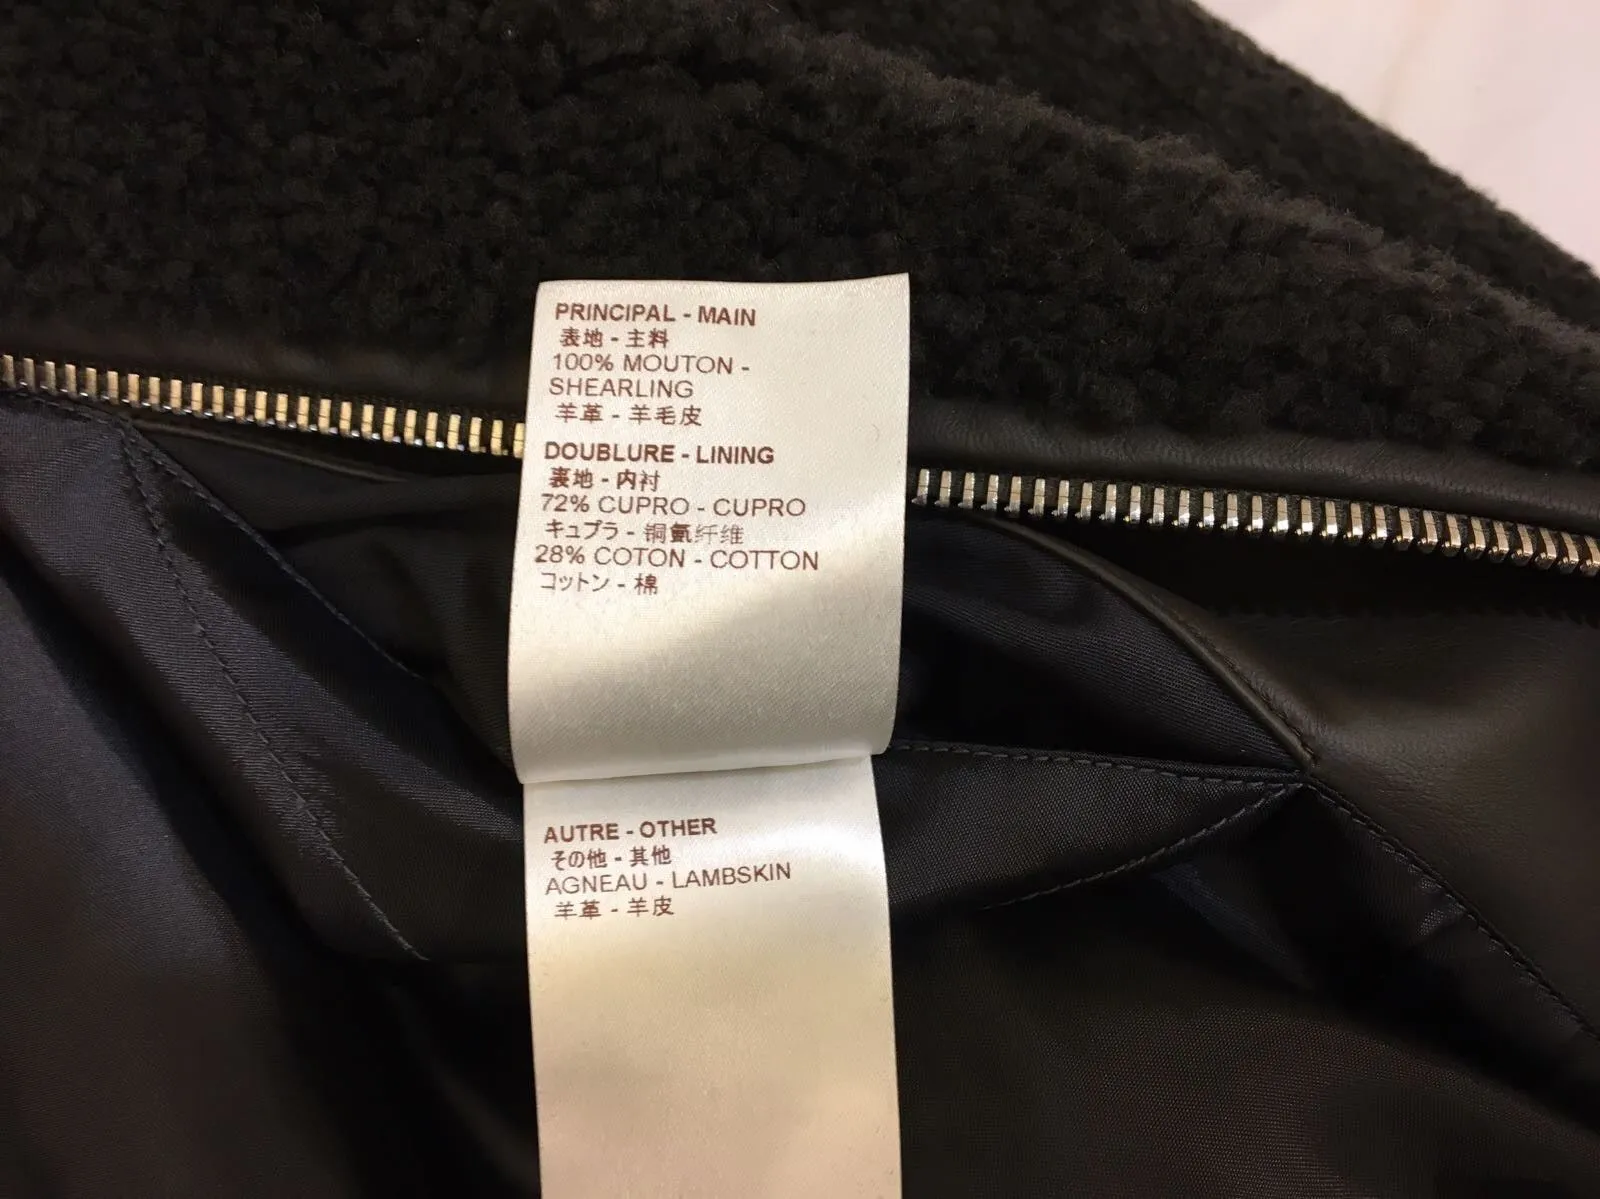 PRINCIPAL - MAIN
表地 - 主料
100% MOUTON -
SHEARLING
羊革 - 羊毛皮
DOUBLURE - LINING
裏地 - 内衬
72% CUPRO - CUPRO
キュプラ - 铜氨纤维
28% COTON - COTTON
コットン - 棉
AUTRE - OTHER
その他 - 其他
AGNEAU - LAMBSKIN
羊革 - 羊皮